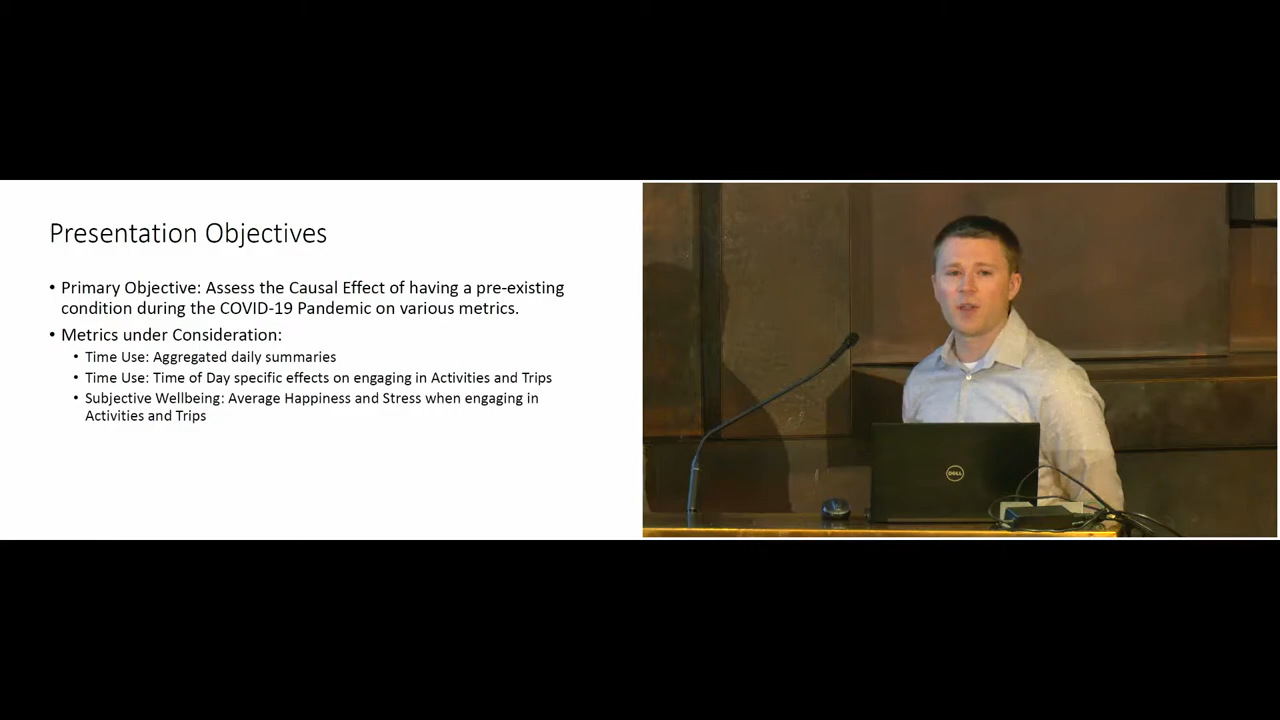 Presentation Objectives
• Primary Objective: Assess the Causal Effect of having a pre-existing
condition during the COVID-19 Pandemic on various metrics.
• Metrics under Consideration:
• Time Use: Aggregated daily summaries
• Time Use: Time of Day specific effects on engaging in Activities and Trips
• Subjective Wellbeing: Average Happiness and Stress when engaging in
Activities and Trips
DELL